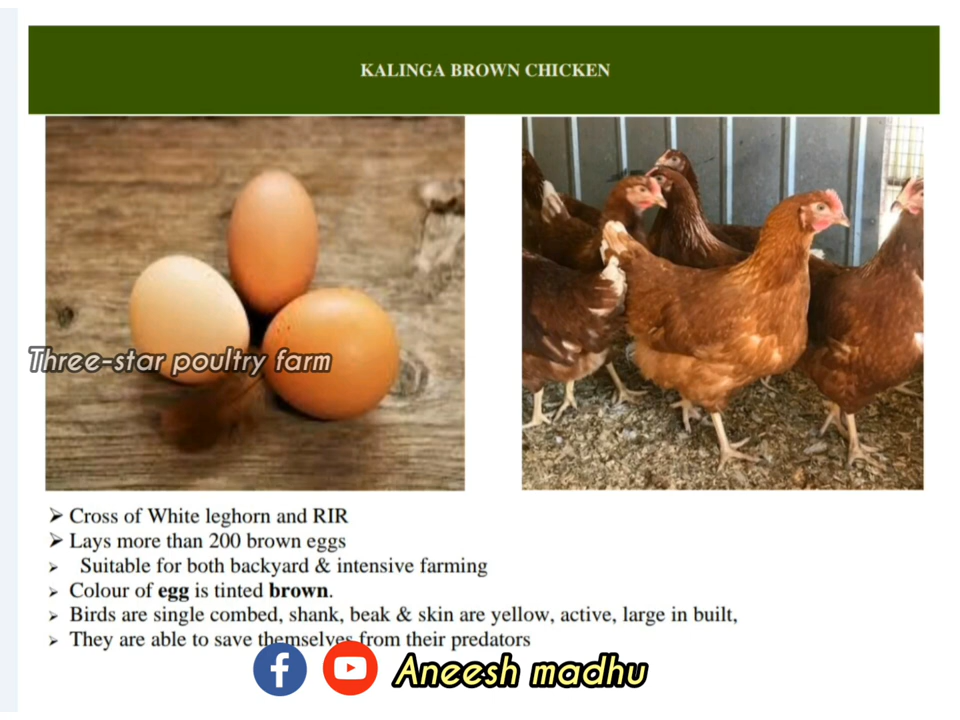 KALINGA BROWN CHICKEN
Three-star poultry farm
➢ Cross of White leghorn and RIR
➢ Lays more than 200 brown eggs
➢ Suitable for both backyard & intensive farming
➢ Colour of egg is tinted brown.
➢ Birds are single combed, shank, beak & skin are yellow, active, large in built,
➢ They are able to save themselves from their predators
Aneesh madhu